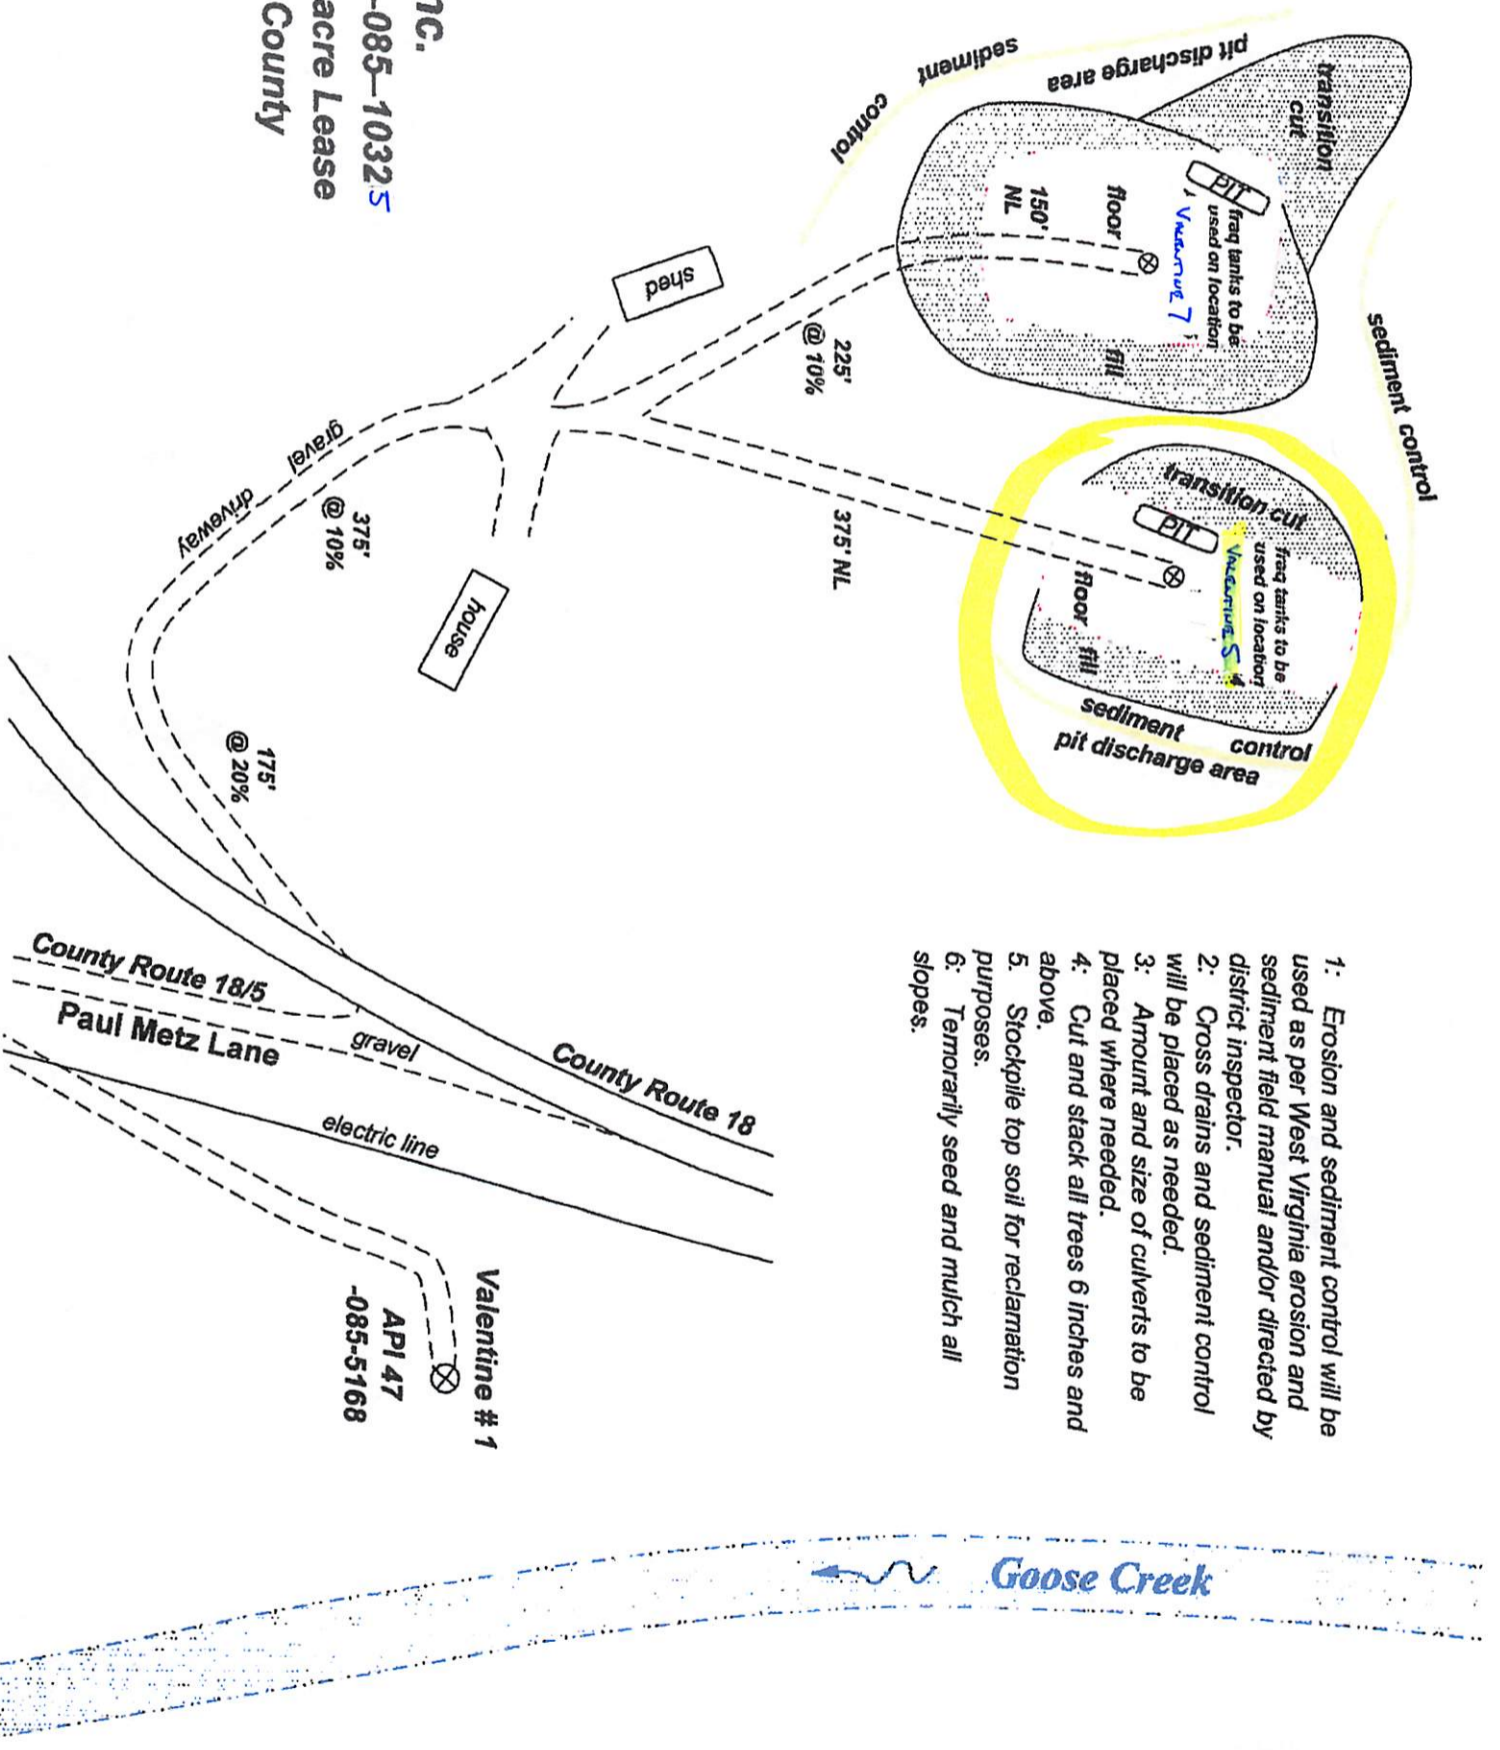 nc.
-085-10325
acre Lease
County
transition
cut
pit discharge area
sediment
control
PIT
fraq tanks to be
used on location
VALENTINE 7
floor
150'
NL
fill
sediment control
transition cut
PIT
fraq tanks to be
used on location
VALENTINE 5
floor
fill
sediment control
pit discharge area
shed
225'
@ 10%
375' NL
gravel
driveway
375'
@ 10%
house
175'
@ 20%
1: Erosion and sediment control will be
used as per West Virginia erosion and
sediment field manual and/or directed by
district inspector.
2: Cross drains and sediment control
will be placed as needed.
3: Amount and size of culverts to be
placed where needed.
4: Cut and stack all trees 6 inches and
above.
5. Stockpile top soil for reclamation
purposes.
6: Temorarily seed and mulch all
slopes.
County Route 18/5
Paul Metz Lane
gravel
County Route 18
electric line
Valentine # 1
API 47
-085-5168
Goose Creek